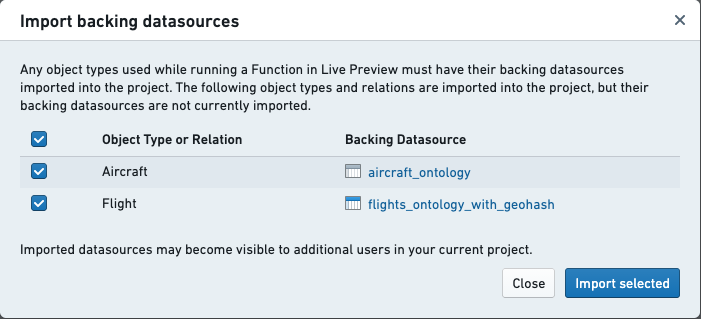 Import backing datasources
Any object types used while running a Function in Live Preview must have their backing datasources
imported into the project. The following object types and relations are imported into the project, but their
backing datasources are not currently imported.
Object Type or Relation Backing Datasource
Aircraft aircraft_ontology
Flight flights_ontology_with_geohash
Imported datasources may become visible to additional users in your current project.
Close Import selected